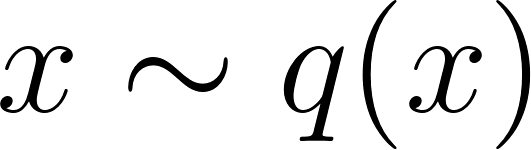 x ∼ q(x)